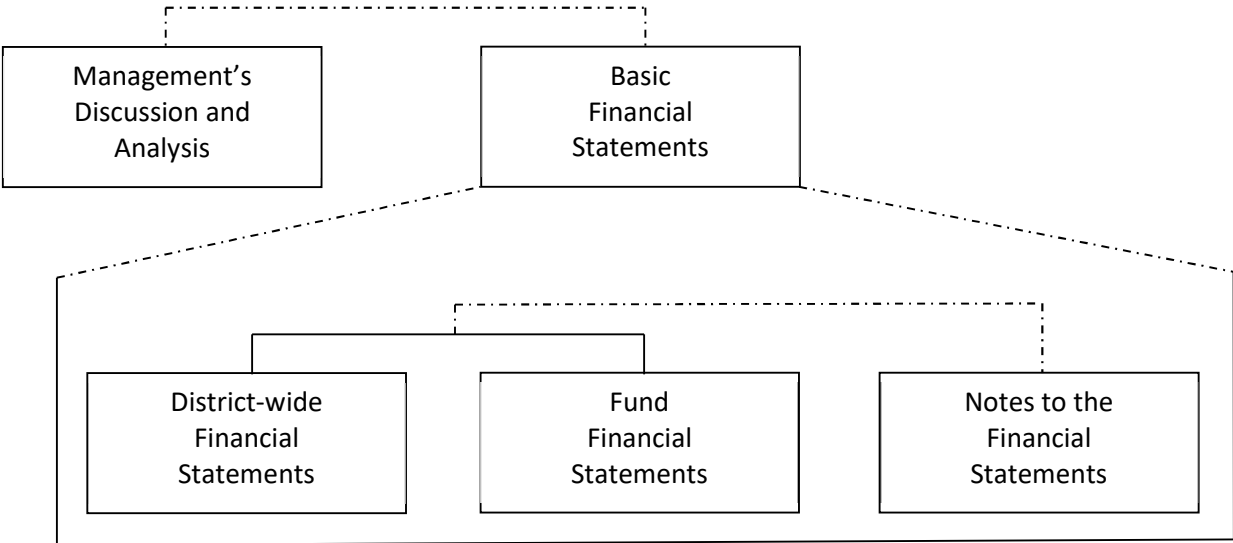 Management’s
Discussion and
Analysis
Basic
Financial
Statements
District-wide
Financial
Statements
Fund
Financial
Statements
Notes to the
Financial
Statements